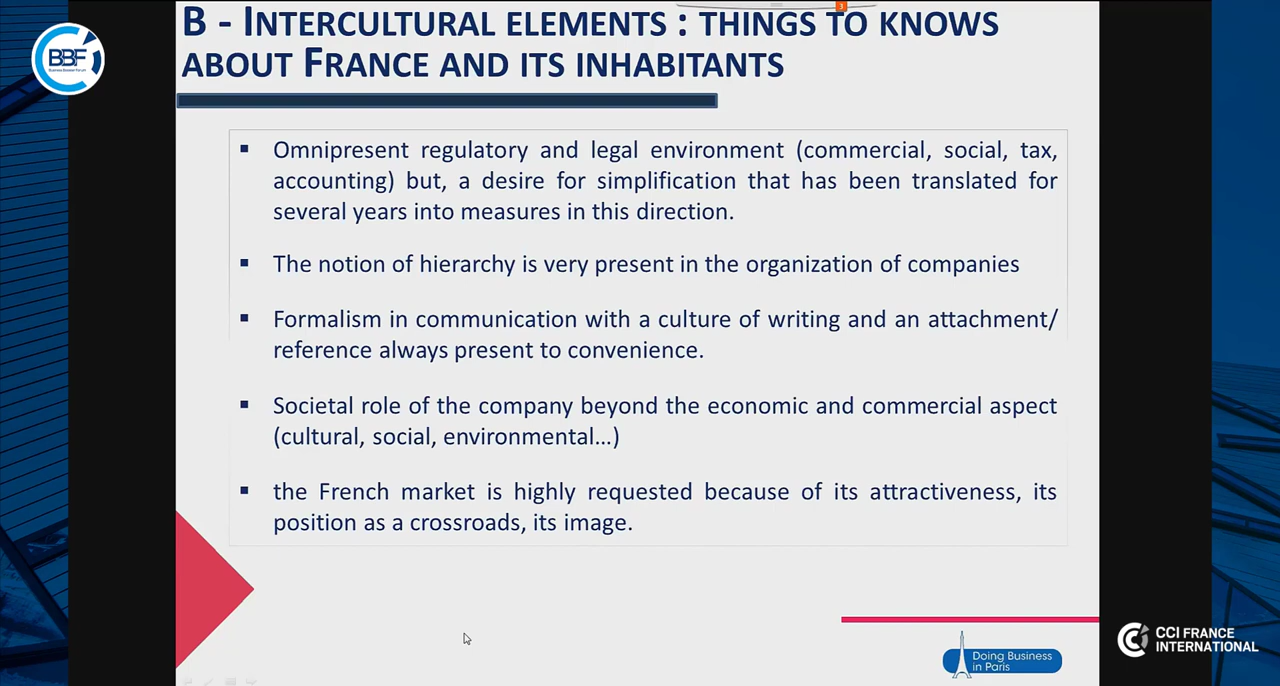 B - INTERCULTURAL ELEMENTS : THINGS TO KNOWS
ABOUT FRANCE AND ITS INHABITANTS
BBF
Business Booster Forum
3
▪ Omnipresent regulatory and legal environment (commercial, social, tax,
accounting) but, a desire for simplification that has been translated for
several years into measures in this direction.
▪ The notion of hierarchy is very present in the organization of companies
▪ Formalism in communication with a culture of writing and an attachment/
reference always present to convenience.
▪ Societal role of the company beyond the economic and commercial aspect
(cultural, social, environmental...)
▪ the French market is highly requested because of its attractiveness, its
position as a crossroads, its image.
Doing Business
in Paris
CCI FRANCE
INTERNATIONAL